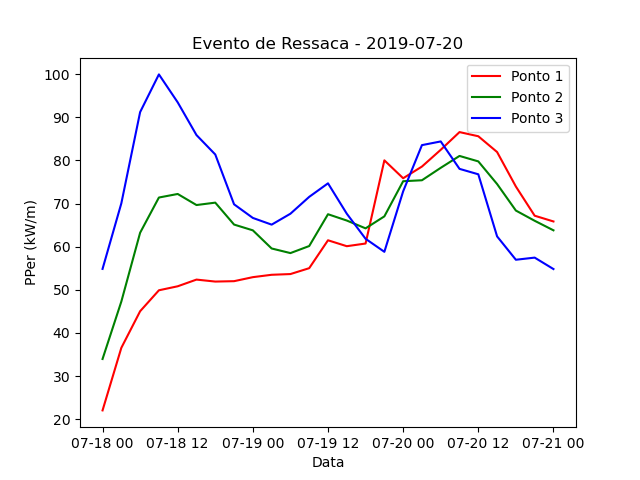 Evento de Ressaca - 2019-07-20
Ponto 1
Ponto 2
Ponto 3
PPer (kW/m)
100
90
80
70
60
50
40
30
20
07-18 00 07-18 12 07-19 00 07-19 12 07-20 00 07-20 12 07-21 00
Data